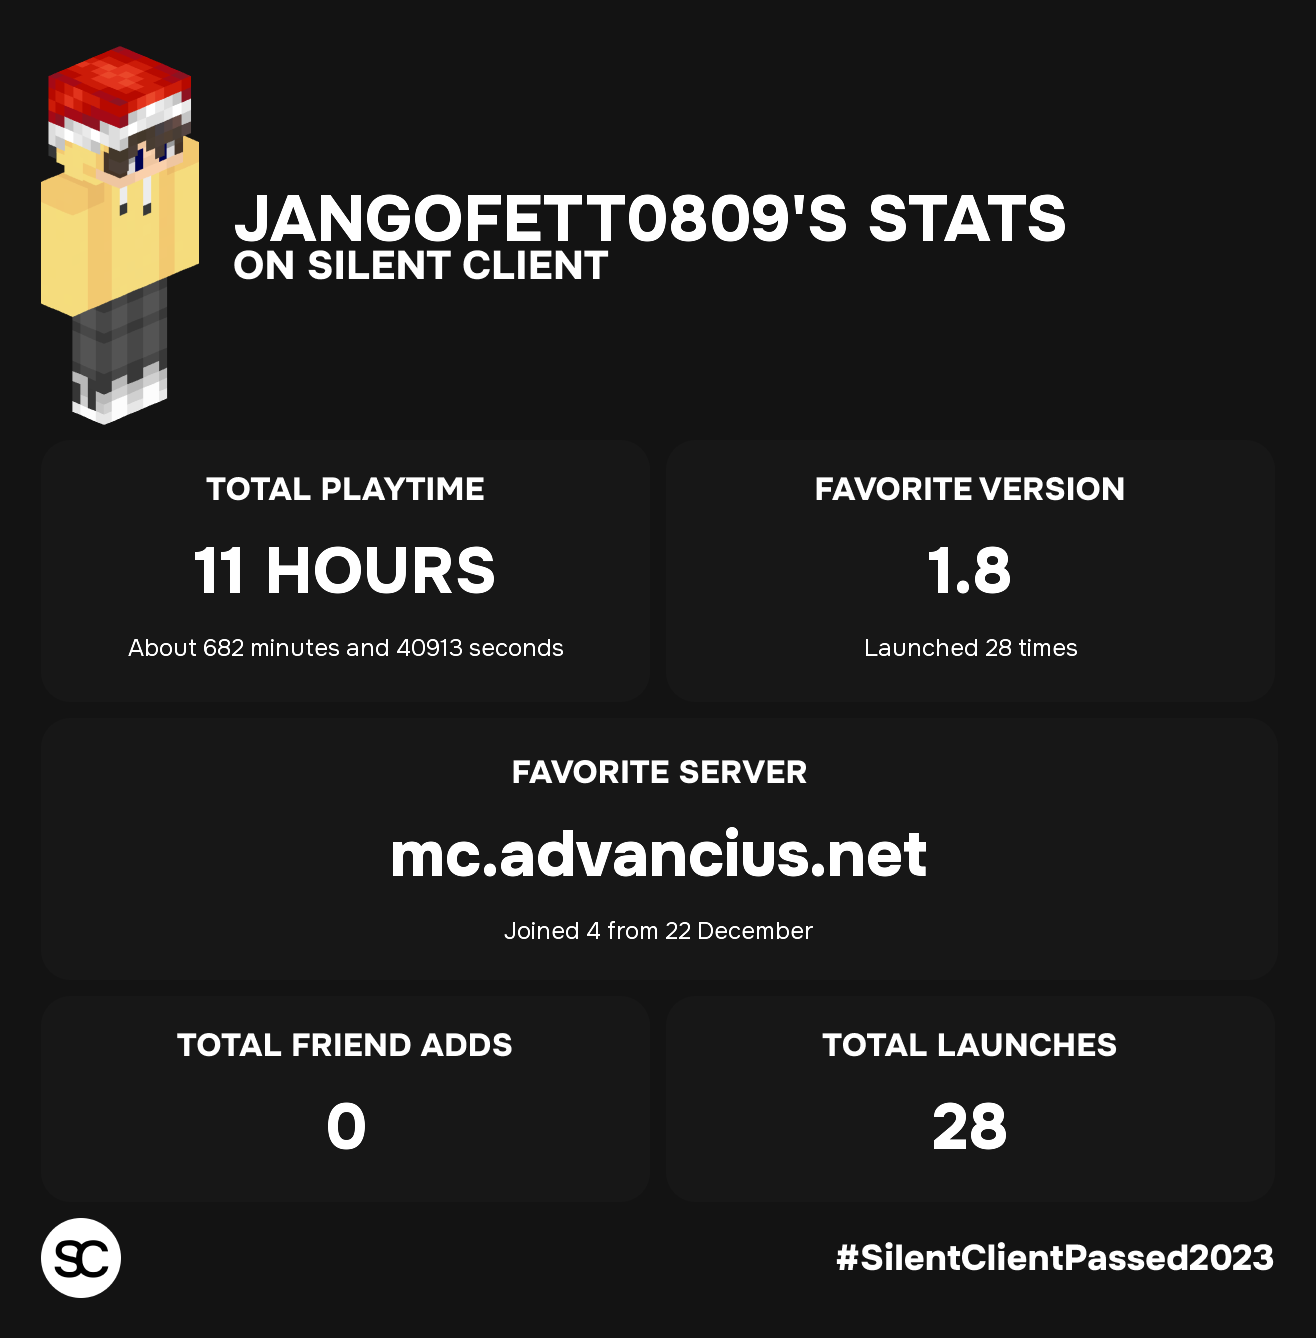 JANGOFETT0809'S STATS
ON SILENT CLIENT
TOTAL PLAYTIME
11 HOURS
About 682 minutes and 40913 seconds
FAVORITE VERSION
1.8
Launched 28 times
FAVORITE SERVER
mc.advancius.net
Joined 4 from 22 December
TOTAL FRIEND ADDS
0
TOTAL LAUNCHES
28
SC
#SilentClientPassed2023